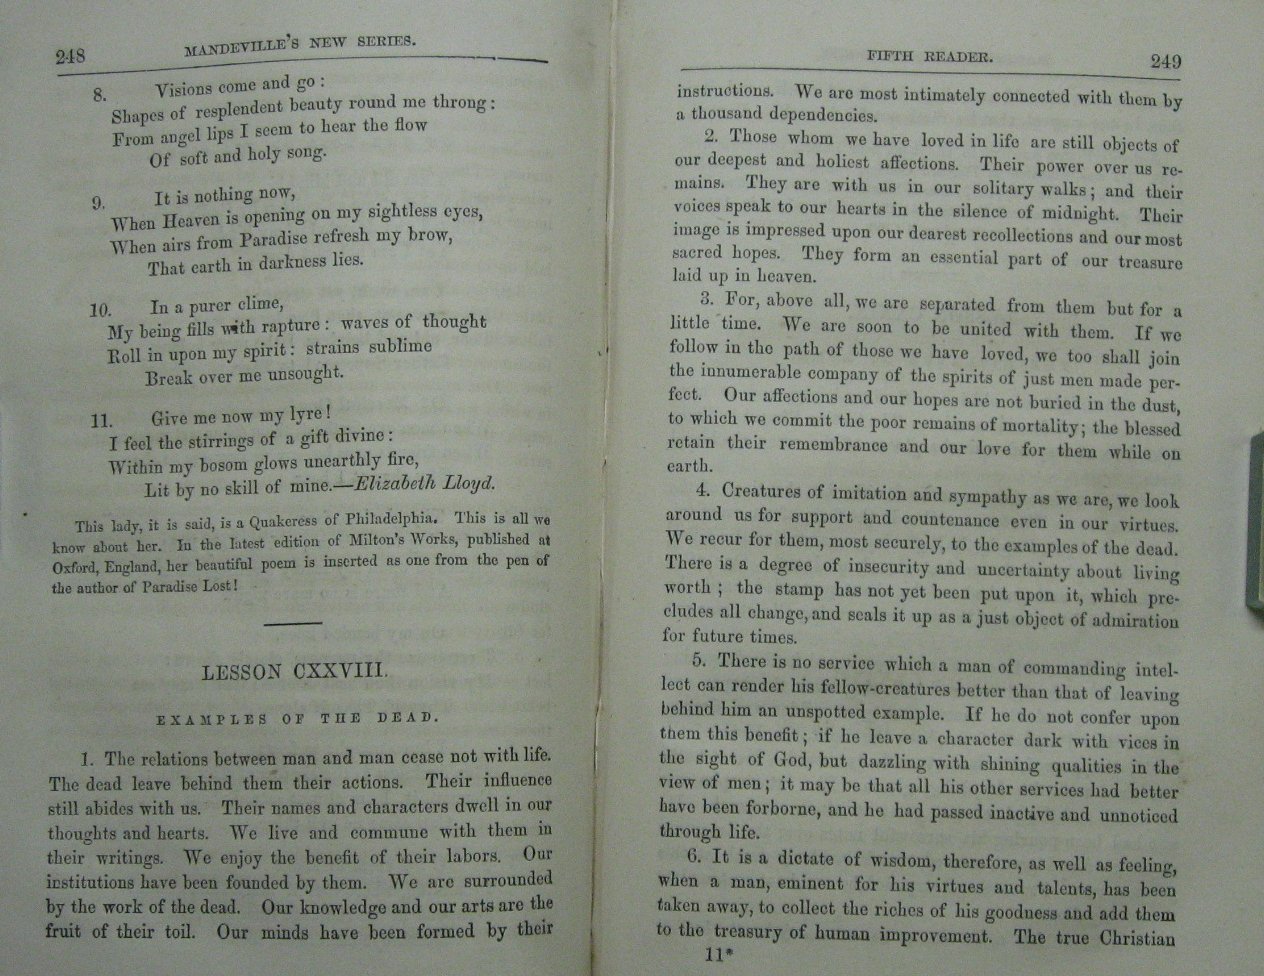 248
MANDEVILLE'S NEW SERIES.
8. Visions come and go :
Shapes of resplendent beauty round me throng :
From angel lips I seem to hear the flow
Of soft and holy song.
9. It is nothing now,
When Heaven is opening on my sightless eyes,
When airs from Paradise refresh my brow,
That earth in darkness lies.
10. In a purer clime,
My being fills with rapture : waves of thought
Roll in upon my spirit : strains sublime
Break over me unsought.
11. Give me now my lyre !
I feel the stirrings of a gift divine :
Within my bosom glows unearthly fire,
Lit by no skill of mine.—Elizabeth Lloyd.
This lady, it is said, is a Quakeress of Philadelphia. This is all we
know about her. In the latest edition of Milton's Works, published at
Oxford, England, her beautiful poem is inserted as one from the pen of
the author of Paradise Lost !
LESSON CXXVIII.
EXAMPLES OF THE DEAD.
1. The relations between man and man cease not with life.
The dead leave behind them their actions. Their influence
still abides with us. Their names and characters dwell in our
thoughts and hearts. We live and commune with them in
their writings. We enjoy the benefit of their labors. Our
institutions have been founded by them. We are surrounded
by the work of the dead. Our knowledge and our arts are the
fruit of their toil. Our minds have been formed by their
FIFTH READER.
249
instructions. We are most intimately connected with them by
a thousand dependencies.
2. Those whom we have loved in life are still objects of
our deepest and holiest affections. Their power over us re-
mains. They are with us in our solitary walks ; and their
voices speak to our hearts in the silence of midnight. Their
image is impressed upon our dearest recollections and our most
sacred hopes. They form an essential part of our treasure
laid up in heaven.
3. For, above all, we are separated from them but for a
little time. We are soon to be united with them. If we
follow in the path of those we have loved, we too shall join
the innumerable company of the spirits of just men made per-
fect. Our affections and our hopes are not buried in the dust,
to which we commit the poor remains of mortality ; the blessed
retain their remembrance and our love for them while on
earth.
4. Creatures of imitation and sympathy as we are, we look
around us for support and countenance even in our virtues.
We recur for them, most securely, to the examples of the dead.
There is a degree of insecurity and uncertainty about living
worth ; the stamp has not yet been put upon it, which pre-
cludes all change, and seals it up as a just object of admiration
for future times.
5. There is no service which a man of commanding intel-
lect can render his fellow-creatures better than that of leaving
behind him an unspotted example. If he do not confer upon
them this benefit ; if he leave a character dark with vices in
the sight of God, but dazzling with shining qualities in the
view of men ; it may be that all his other services had better
have been forborne, and he had passed inactive and unnoticed
through life.
6. It is a dictate of wisdom, therefore, as well as feeling,
when a man, eminent for his virtues and talents, has been
taken away, to collect the riches of his goodness and add them
to the treasury of human improvement. The true Christian
11*